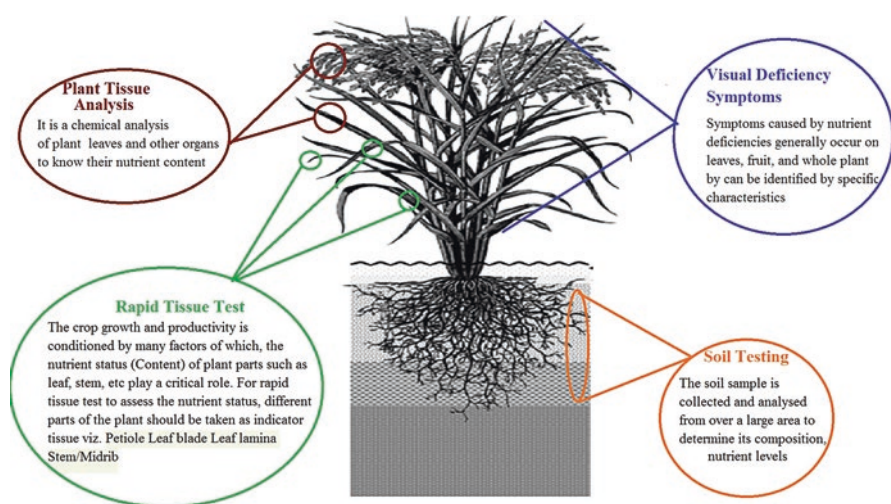 Plant Tissue
Analysis
It is a chemical analysis
of plant leaves and other organs
to know their nutrient content
Visual Deficiency
Symptoms
Symptoms caused by nutrient
deficiencies generally occur on
leaves, fruit, and whole plant
by can be identified by specific
characteristics
Rapid Tissue Test
The crop growth and productivity is
conditioned by many factors of which, the
nutrient status (Content) of plant parts such as
leaf, stem, etc play a critical role. For rapid
tissue test to assess the nutrient status, different
parts of the plant should be taken as indicator
tissue viz. Petiole Leaf blade Leaf lamina
Stem/Midrib
Soil Testing
The soil sample is
collected and analysed
from over a large area to
determine its composition,
nutrient levels